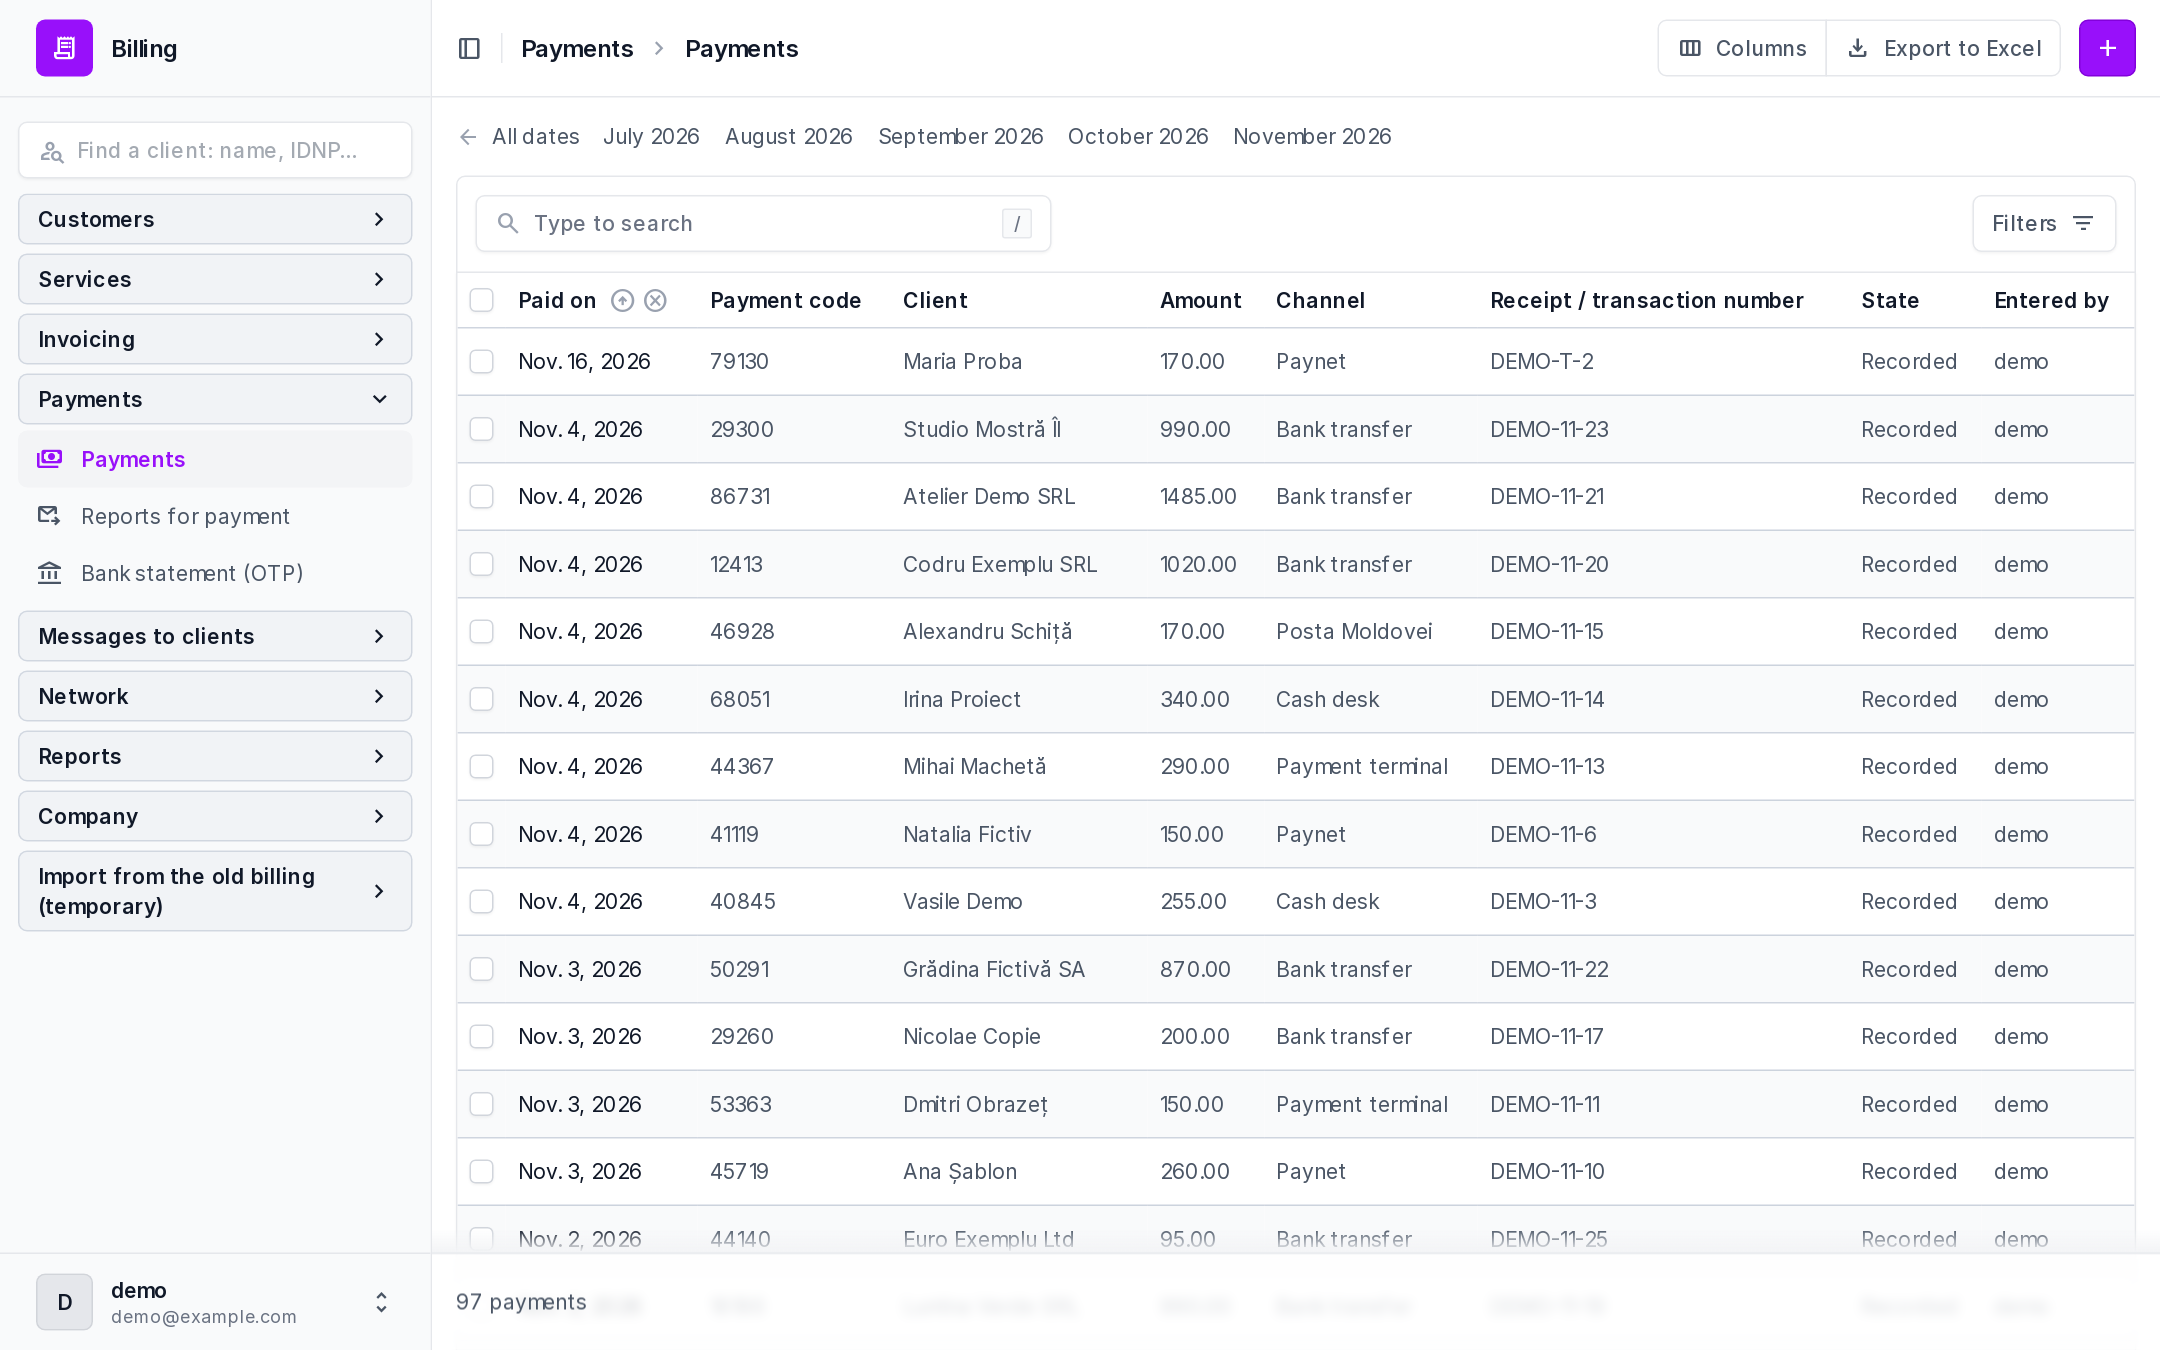 Billing
Payments > Payments
Columns
Export to Excel
+
Find a client: name, IDNP...
Customers
Services
Invoicing
Payments
Payments
Reports for payment
Bank statement (OTP)
Messages to clients
Network
Reports
Company
Import from the old billing
(temporary)
D
demo
demo@example.com
All dates July 2026 August 2026 September 2026 October 2026 November 2026
Type to search /
Filters
Paid on Payment code Client Amount Channel Receipt / transaction number State Entered by
Nov. 16, 2026 79130 Maria Proba 170.00 Paynet DEMO-T-2 Recorded demo
Nov. 4, 2026 29300 Studio Mostră Îl 990.00 Bank transfer DEMO-11-23 Recorded demo
Nov. 4, 2026 86731 Atelier Demo SRL 1485.00 Bank transfer DEMO-11-21 Recorded demo
Nov. 4, 2026 12413 Codru Exemplu SRL 1020.00 Bank transfer DEMO-11-20 Recorded demo
Nov. 4, 2026 46928 Alexandru Schiță 170.00 Posta Moldovei DEMO-11-15 Recorded demo
Nov. 4, 2026 68051 Irina Proiect 340.00 Cash desk DEMO-11-14 Recorded demo
Nov. 4, 2026 44367 Mihai Machetă 290.00 Payment terminal DEMO-11-13 Recorded demo
Nov. 4, 2026 41119 Natalia Fictiv 150.00 Paynet DEMO-11-6 Recorded demo
Nov. 4, 2026 40845 Vasile Demo 255.00 Cash desk DEMO-11-3 Recorded demo
Nov. 3, 2026 50291 Grădina Fictivă SA 870.00 Bank transfer DEMO-11-22 Recorded demo
Nov. 3, 2026 29260 Nicolae Copie 200.00 Bank transfer DEMO-11-17 Recorded demo
Nov. 3, 2026 53363 Dmitri Obrazeț 150.00 Payment terminal DEMO-11-11 Recorded demo
Nov. 3, 2026 45719 Ana Șablon 260.00 Paynet DEMO-11-10 Recorded demo
Nov. 2, 2026 44140 Euro Exemplu Ltd 95.00 Bank transfer DEMO-11-25 Recorded demo
97 payments